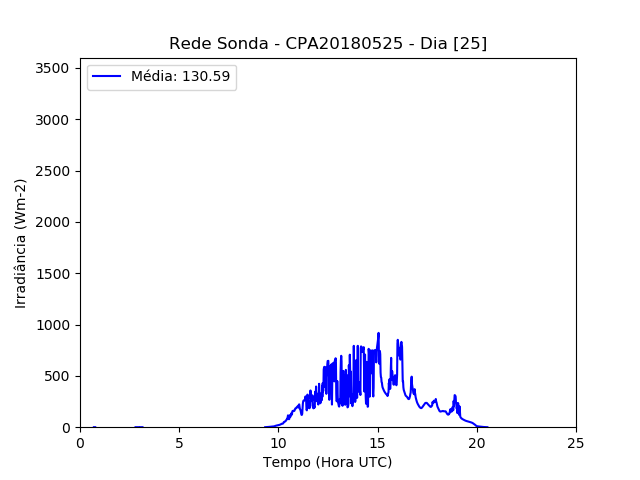 Rede Sonda - CPA20180525 - Dia [25]
Média: 130.59
Irradiância (Wm-2)
3500
3000
2500
2000
1500
1000
500
0
0 5 10 15 20 25
Tempo (Hora UTC)